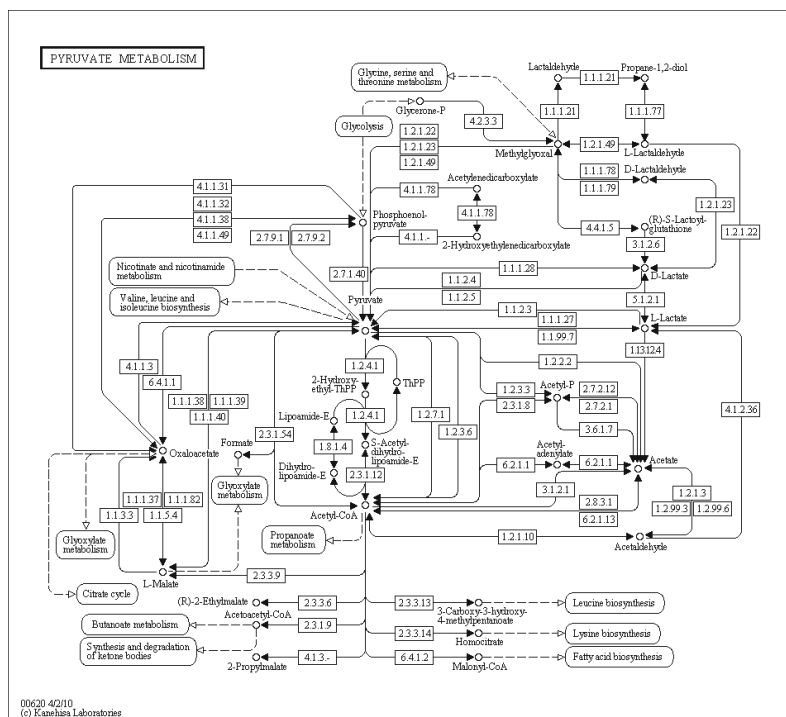 PYRUVATE METABOLISM
Glycine, serine and
threonine metabolism
Lactaldehyde
1.1.1.21
Propane-1,2-diol
Glycerone-P
4.2.3.3
1.1.1.21
1.1.1.77
Glycolysis
1.2.1.22
1.2.1.23
1.2.1.49
Methylglyoxal
1.2.1.49
L-Lactaldehyde
1.1.1.78
1.1.1.79
D-Lactaldehyde
4.1.1.31
4.1.1.32
4.1.1.38
4.1.1.49
Acetylenedicarboxylate
4.1.1.78
4.1.1.78
1.2.1.23
Phosphoenol-
pyruvate
4.4.1.5
(R)-S-Lactoyl-
glutathione
1.2.1.22
2.7.9.1
2.7.9.2
4.1.1.-
2-Hydroxyethylenedicarboxylate
3.1.2.6
Nicotinate and nicotinamide
metabolism
2.7.1.40
1.1.1.28
D-Lactate
1.1.2.4
1.1.2.5
Valine, leucine and
isoleucine biosynthesis
Pyruvate
5.1.2.1
1.1.2.3
1.1.1.27
1.1.99.7
L-Lactate
1.13.12.4
4.1.1.3
6.4.1.1
1.2.4.1
1.2.2.2
2-Hydroxy-
ethyl-ThPP
ThPP
1.2.3.3
2.3.1.8
Acetyl-P
2.7.2.12
2.7.2.1
1.1.1.38
1.1.1.39
1.1.1.40
Lipoamide-E
1.2.4.1
1.2.7.1
1.2.3.6
3.6.1.7
4.1.2.36
2.3.1.54
Formate
1.8.1.4
S-Acetyl-
dihydro-
lipoamide-E
Acetyl-
adenylate
Oxaloacetate
Dihydro-
lipoamide-E
2.3.1.12
6.2.1.1
6.2.1.1
Acetate
Glyoxylate
metabolism
3.1.2.1
1.2.1.3
1.1.1.37
1.1.1.82
Acetyl-CoA
2.8.3.1
1.2.99.3
1.2.99.6
1.1.3.3
1.1.5.4
6.2.1.13
Glyoxylate
metabolism
Propanoate
metabolism
1.2.1.10
Acetaldehyde
L-Malate
2.3.3.9
Citrate cycle
(R)-2-Ethylmalate
2.3.3.6
2.3.3.13
3-Carboxy-3-hydroxy-
4-methylpentanoate
Leucine biosynthesis
Butanoate metabolism
Acetoacetyl-CoA
2.3.1.9
2.3.3.14
Homocitrate
Lysine biosynthesis
Synthesis and degradation
of ketone bodies
2-Propylmalate
4.1.3.-
6.4.1.2
Malonyl-CoA
Fatty acid biosynthesis
00620 4/2/10
(c) Kanehisa Laboratories